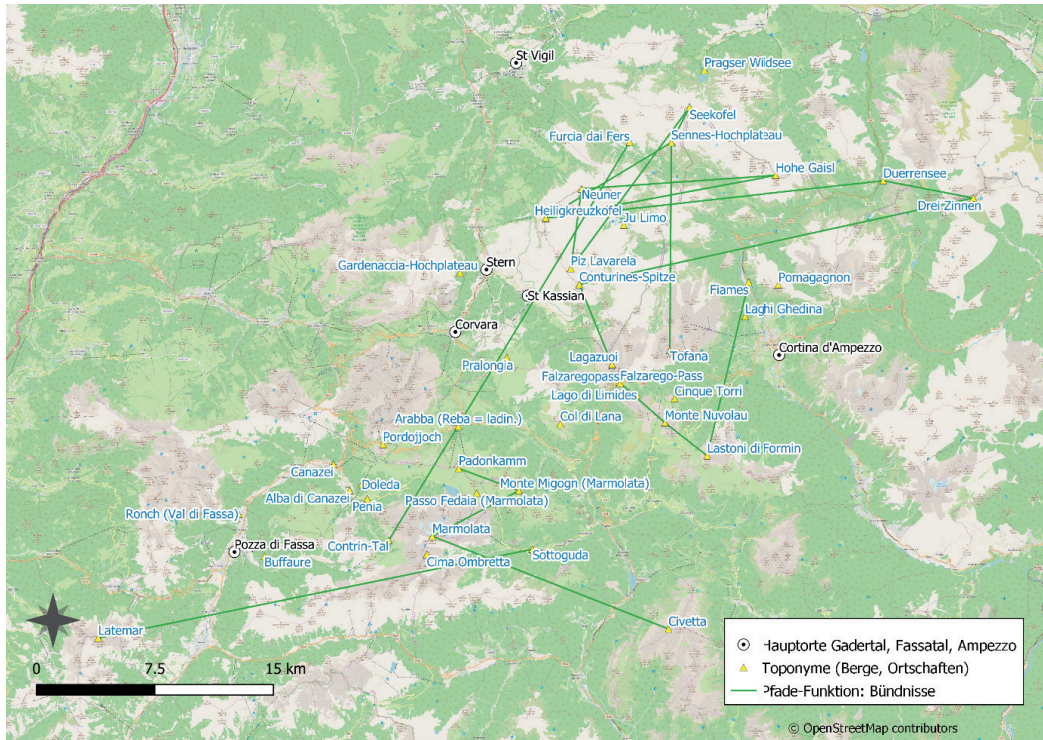 St Vigil
Pragser Wildsee
Seekofel
Furcia dai Fers
Sennes-Hochplateau
Hohe Gaisl
Duerrensee
Neuner
Drei Zinnen
Heiligkreuzkofel
Ju Limo
Gardenaccia-Hochplateau
Stern
Piz Lavarela
Conturines-Spitze
Pomagagnon
Fiames
St Kassian
Laghi Ghedina
Corvara
Cortina d'Ampezzo
Pralongia
Lagazuoi
Tofana
Falzaregopass
Falzarego-Pass
Lago di Limides
Cinque Torri
Arabba (Reba = ladin.)
Col di Lana
Monte Nuvolau
Pordojjoch
Lastoni di Formin
Canazei
Padonkamm
Doleda
Monte Migogn (Marmolata)
Alba di Canazei
Penia
Passo Fedaia (Marmolata)
Ronch (Val di Fassa)
Marmolata
Contrin-Tal
Pozza di Fassa
Buffaure
Cima Ombretta
Sottoguda
Latemar
Civetta
0 7.5 15 km
Hauptorte Gadertal, Fassatal, Ampezzo
Toponyme (Berge, Ortschaften)
Pfade-Funktion: Bündnisse
© OpenStreetMap contributors